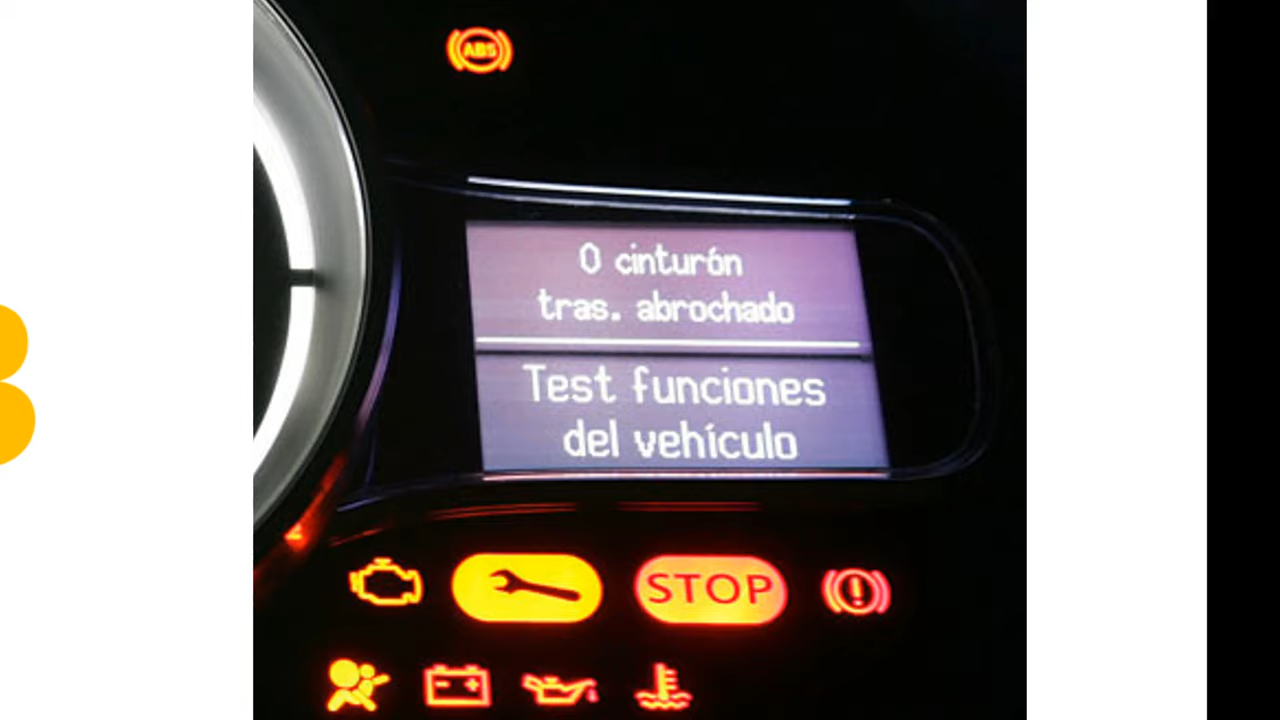 ABS
0 cinturón
tras. abrochado
Test funciones
del vehículo
STOP